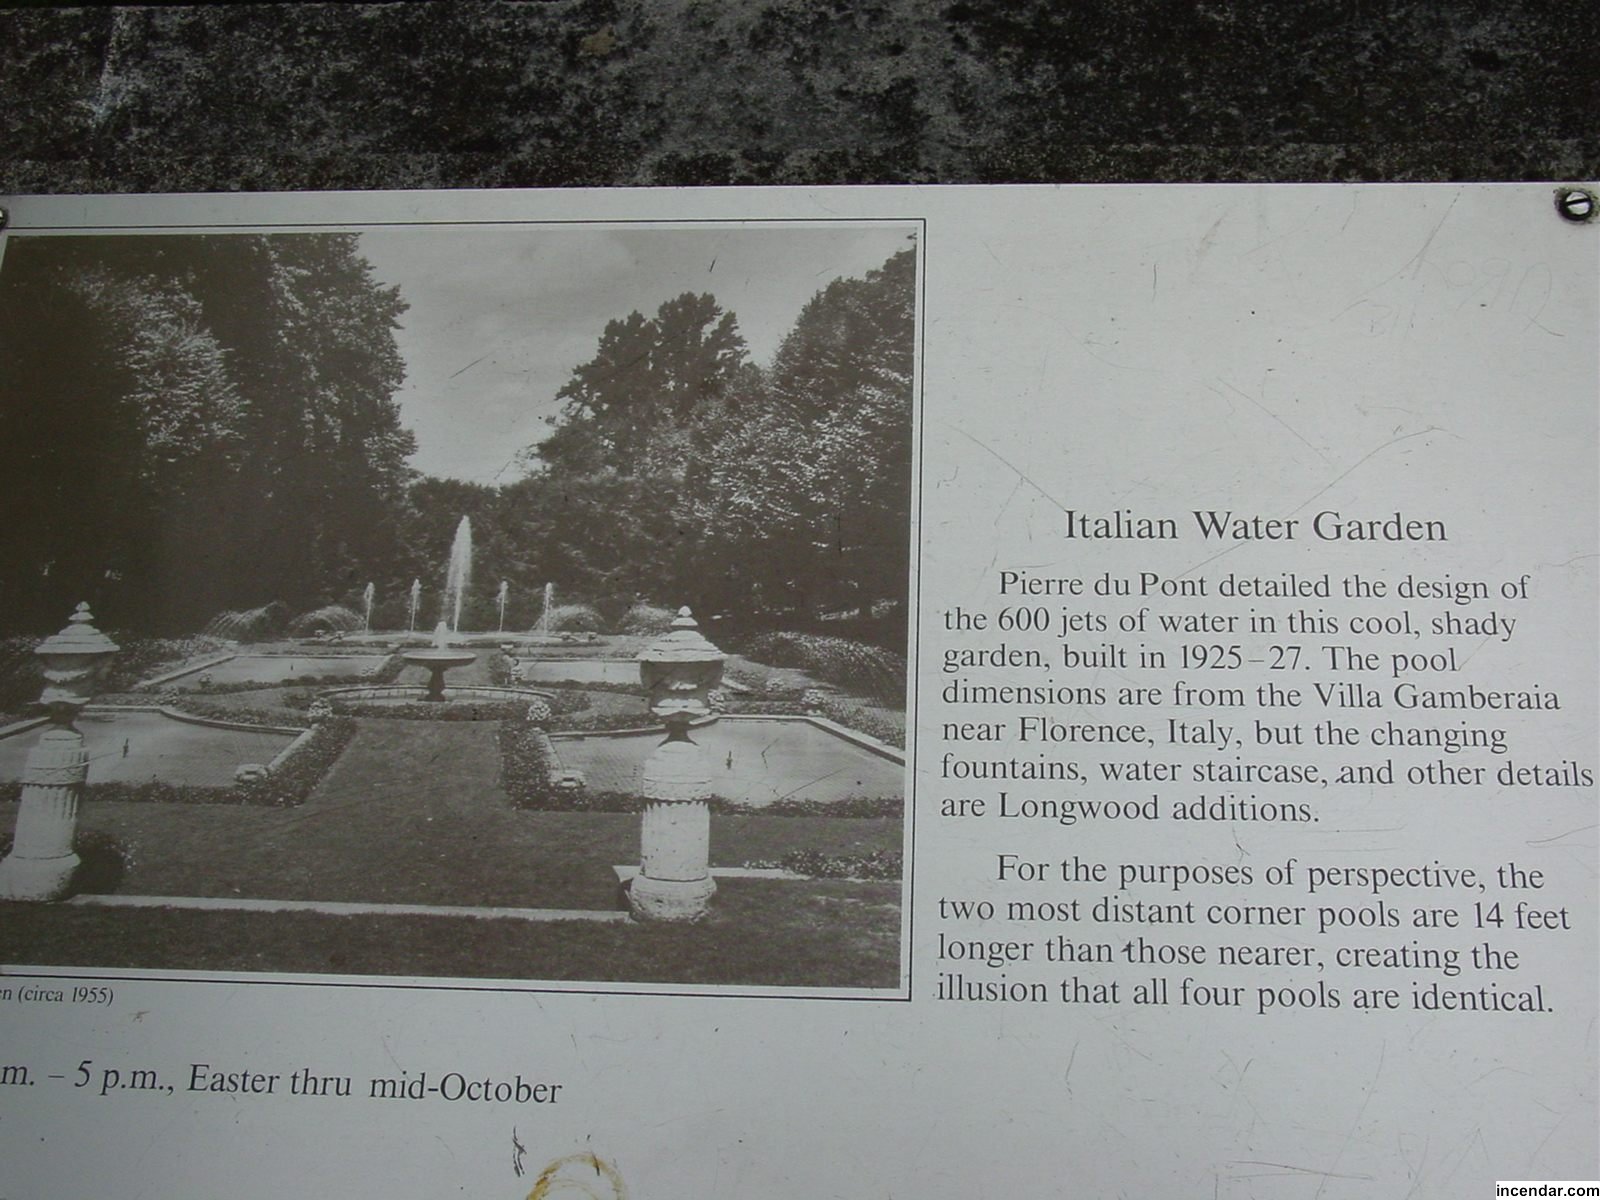 Italian Water Garden
Pierre du Pont detailed the design of
the 600 jets of water in this cool, shady
garden, built in 1925–27. The pool
dimensions are from the Villa Gamberaia
near Florence, Italy, but the changing
fountains, water staircase, and other details
are Longwood additions.
For the purposes of perspective, the
two most distant corner pools are 14 feet
longer than those nearer, creating the
illusion that all four pools are identical.
en (circa 1955)
m. – 5 p.m., Easter thru mid-October
incendar.com